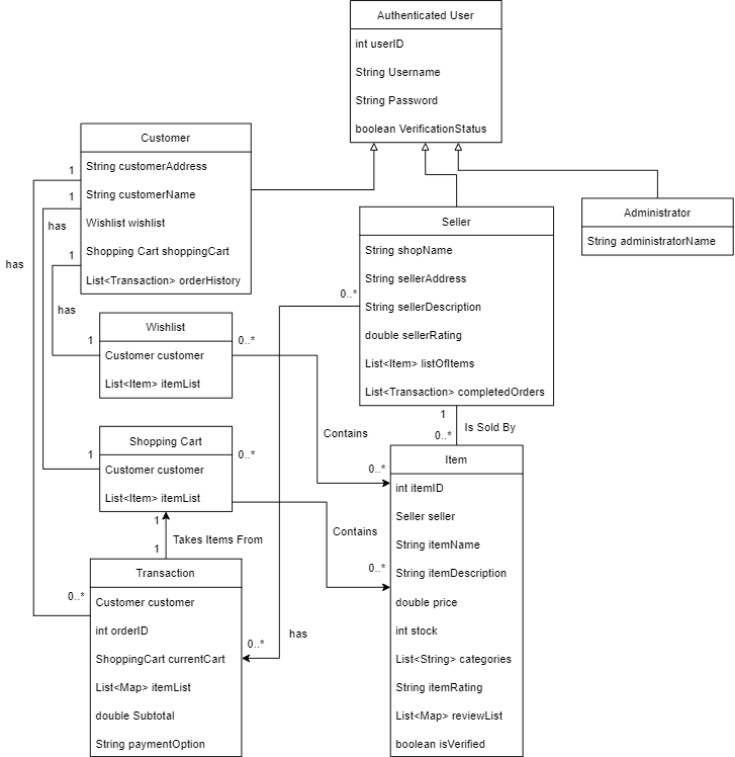 Authenticated User
int userID
String Username
String Password
boolean VerificationStatus
Customer
String customerAddress
String customerName
Wishlist wishlist
Shopping Cart shoppingCart
List<Transaction> orderHistory
1
1
1
has
has
has
Seller
String shopName
String sellerAddress
String sellerDescription
double sellerRating
List<Item> listOfItems
List<Transaction> completedOrders
0..*
Administrator
String administratorName
Wishlist
Customer customer
List<Item> itemList
1
0..*
Contains
0..*
1
Is Sold By
0..*
Shopping Cart
Customer customer
List<Item> itemList
1
0..*
Contains
0..*
1
Takes Items From
1
Item
int itemID
Seller seller
String itemName
String itemDescription
double price
int stock
List<String> categories
String itemRating
List<Map> reviewList
boolean isVerified
Transaction
Customer customer
int orderID
ShoppingCart currentCart
List<Map> itemList
double Subtotal
String paymentOption
0..*
0..*
has